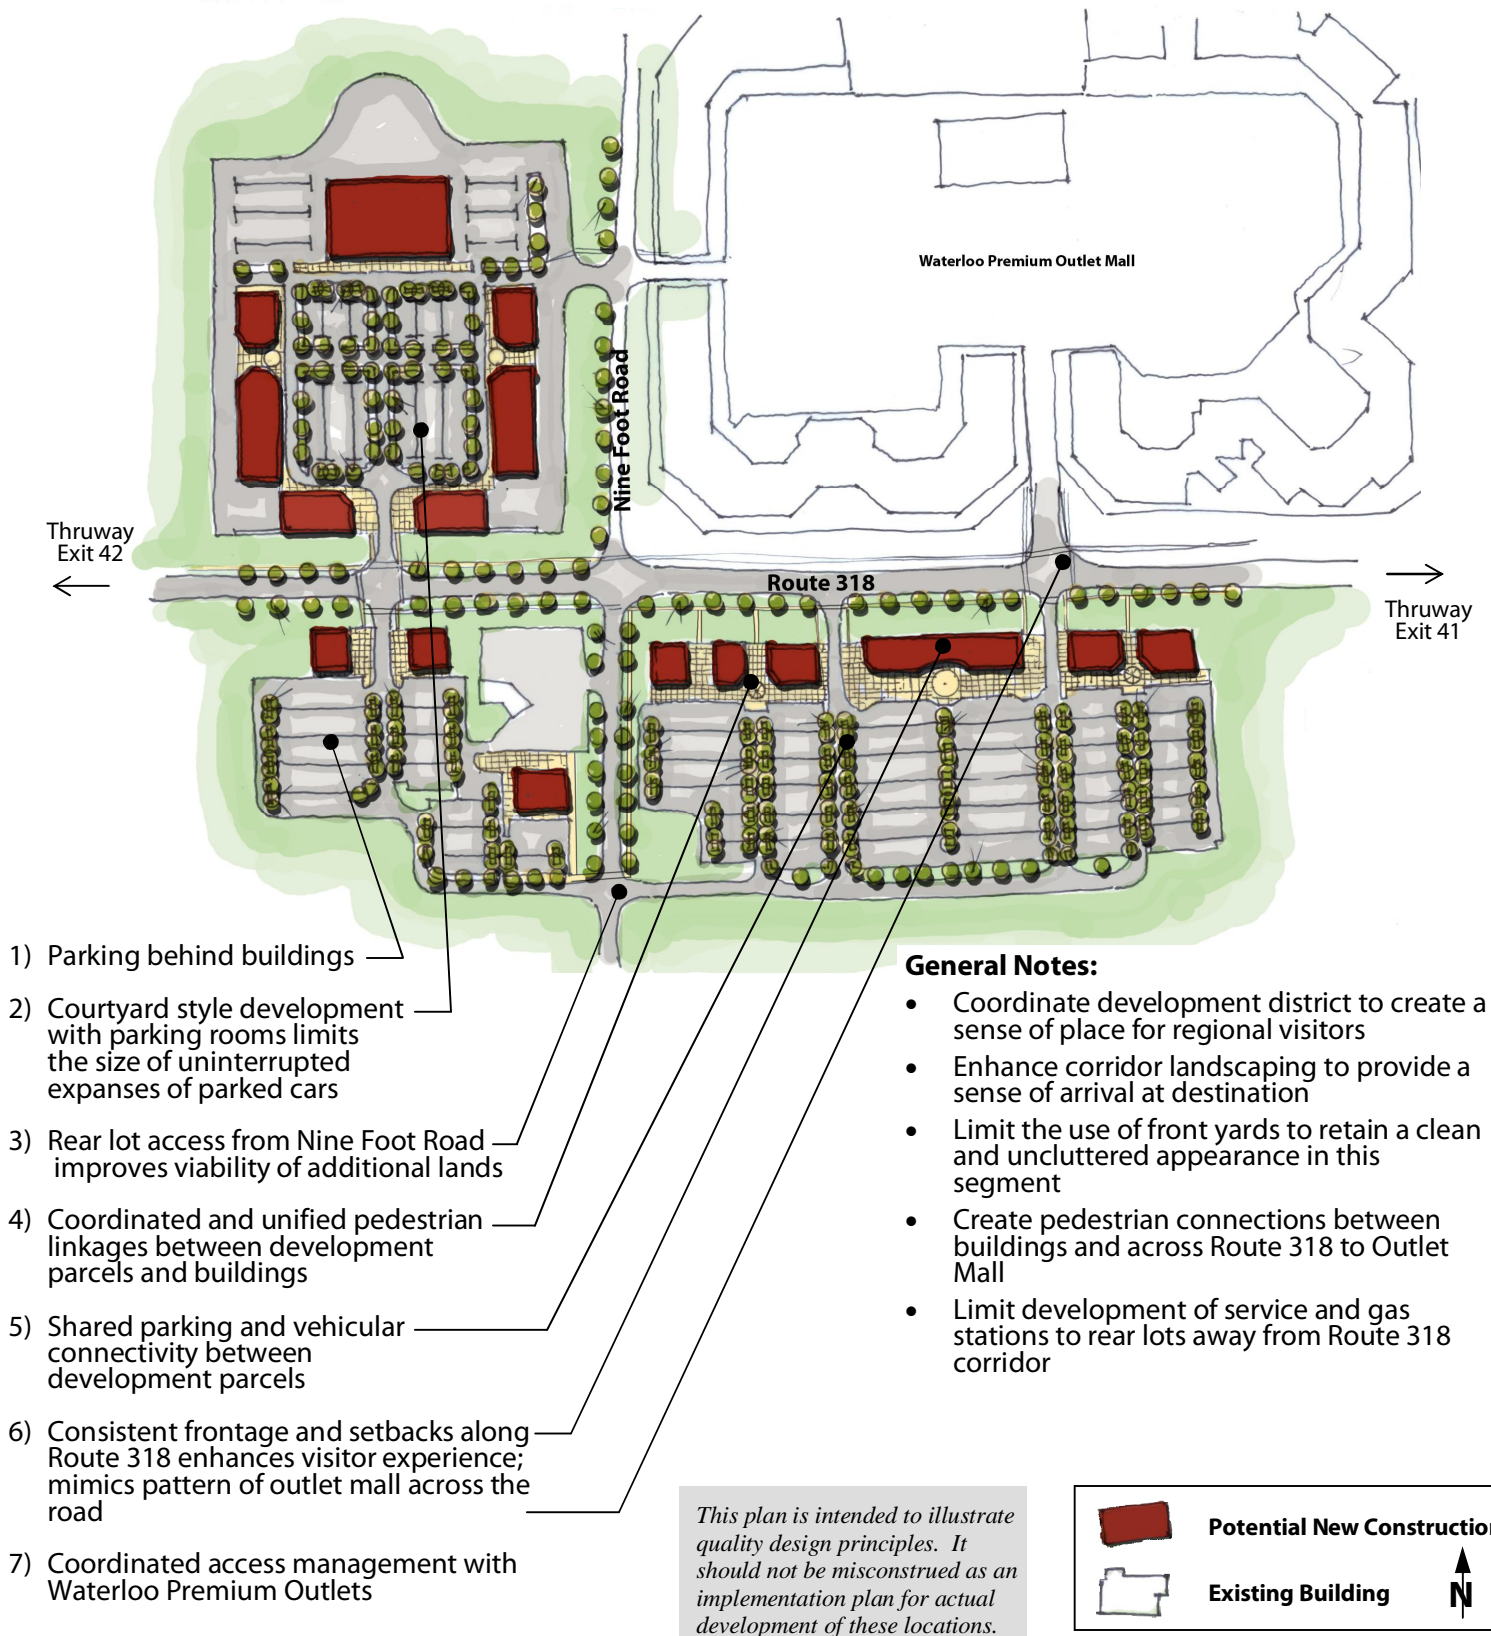 Waterloo Premium Outlet Mall
Nine Foot Road
Thruway
Exit 42
Route 318
Thruway
Exit 41
1) Parking behind buildings
2) Courtyard style development
with parking rooms limits
the size of uninterrupted
expanses of parked cars
3) Rear lot access from Nine Foot Road
improves viability of additional lands
4) Coordinated and unified pedestrian
linkages between development
parcels and buildings
5) Shared parking and vehicular
connectivity between
development parcels
6) Consistent frontage and setbacks along
Route 318 enhances visitor experience;
mimics pattern of outlet mall across the
road
7) Coordinated access management with
Waterloo Premium Outlets
General Notes:
• Coordinate development district to create a
sense of place for regional visitors
• Enhance corridor landscaping to provide a
sense of arrival at destination
• Limit the use of front yards to retain a clean
and uncluttered appearance in this
segment
• Create pedestrian connections between
buildings and across Route 318 to Outlet
Mall
• Limit development of service and gas
stations to rear lots away from Route 318
corridor
This plan is intended to illustrate
quality design principles. It
should not be misconstrued as an
implementation plan for actual
development of these locations.
Potential New Construction
Existing Building
N